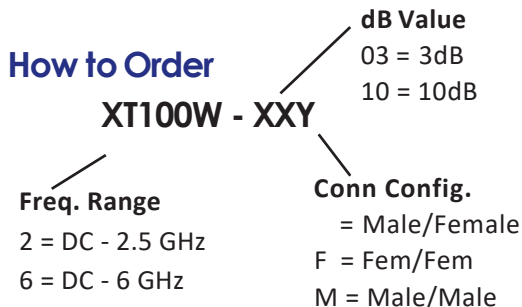 How to Order
XT100W - XXY
dB Value
03 = 3dB
10 = 10dB
Freq. Range
2 = DC - 2.5 GHz
6 = DC - 6 GHz
Conn Config.
= Male/Female
F = Fem/Fem
M = Male/Male